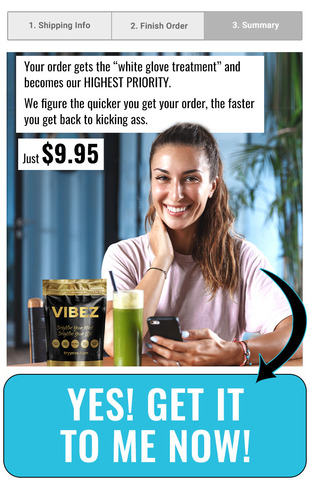 1. Shipping Info
2. Finish Order
3. Summary
Your order gets the “white glove treatment” and
becomes our HIGHEST PRIORITY.
We figure the quicker you get your order, the faster
you get back to kicking ass.
Just $9.95
VIBEZ
YES! GET IT
TO ME NOW!